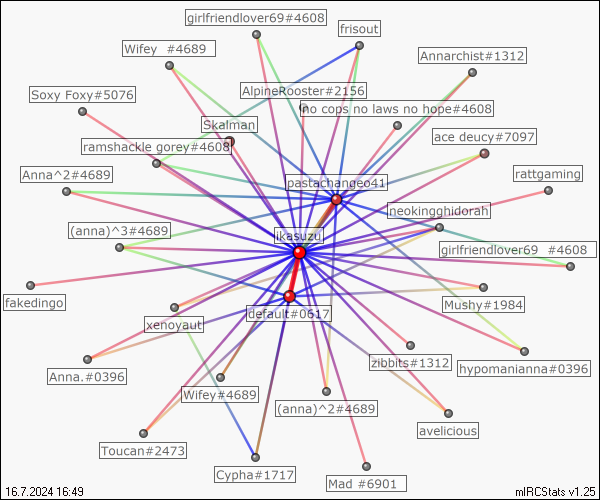 girlfriendlover69#4608
frisout
Wifey  #4689
Annarchist#1312
AlpineRooster#2156
Soxy Foxy#5076
no cops no laws no hope#4608
Skalman
ace deucy#7097
ramshackle gorey#4608
Anna^2#4689
pastachangeo41
rattgaming
neokingghidorah
(anna)^3#4689
ikasuzu
girlfriendlover69  #4608
fakedingo
Mushy#1984
default#0617
xenoyaut
zibbits#1312
hypomanianna#0396
Anna.#0396
Wifey#4689
(anna)^2#4689
avelicious
Toucan#2473
Cypha#1717
Mad #6901
16.7.2024 16:49
mIRCStats v1.25